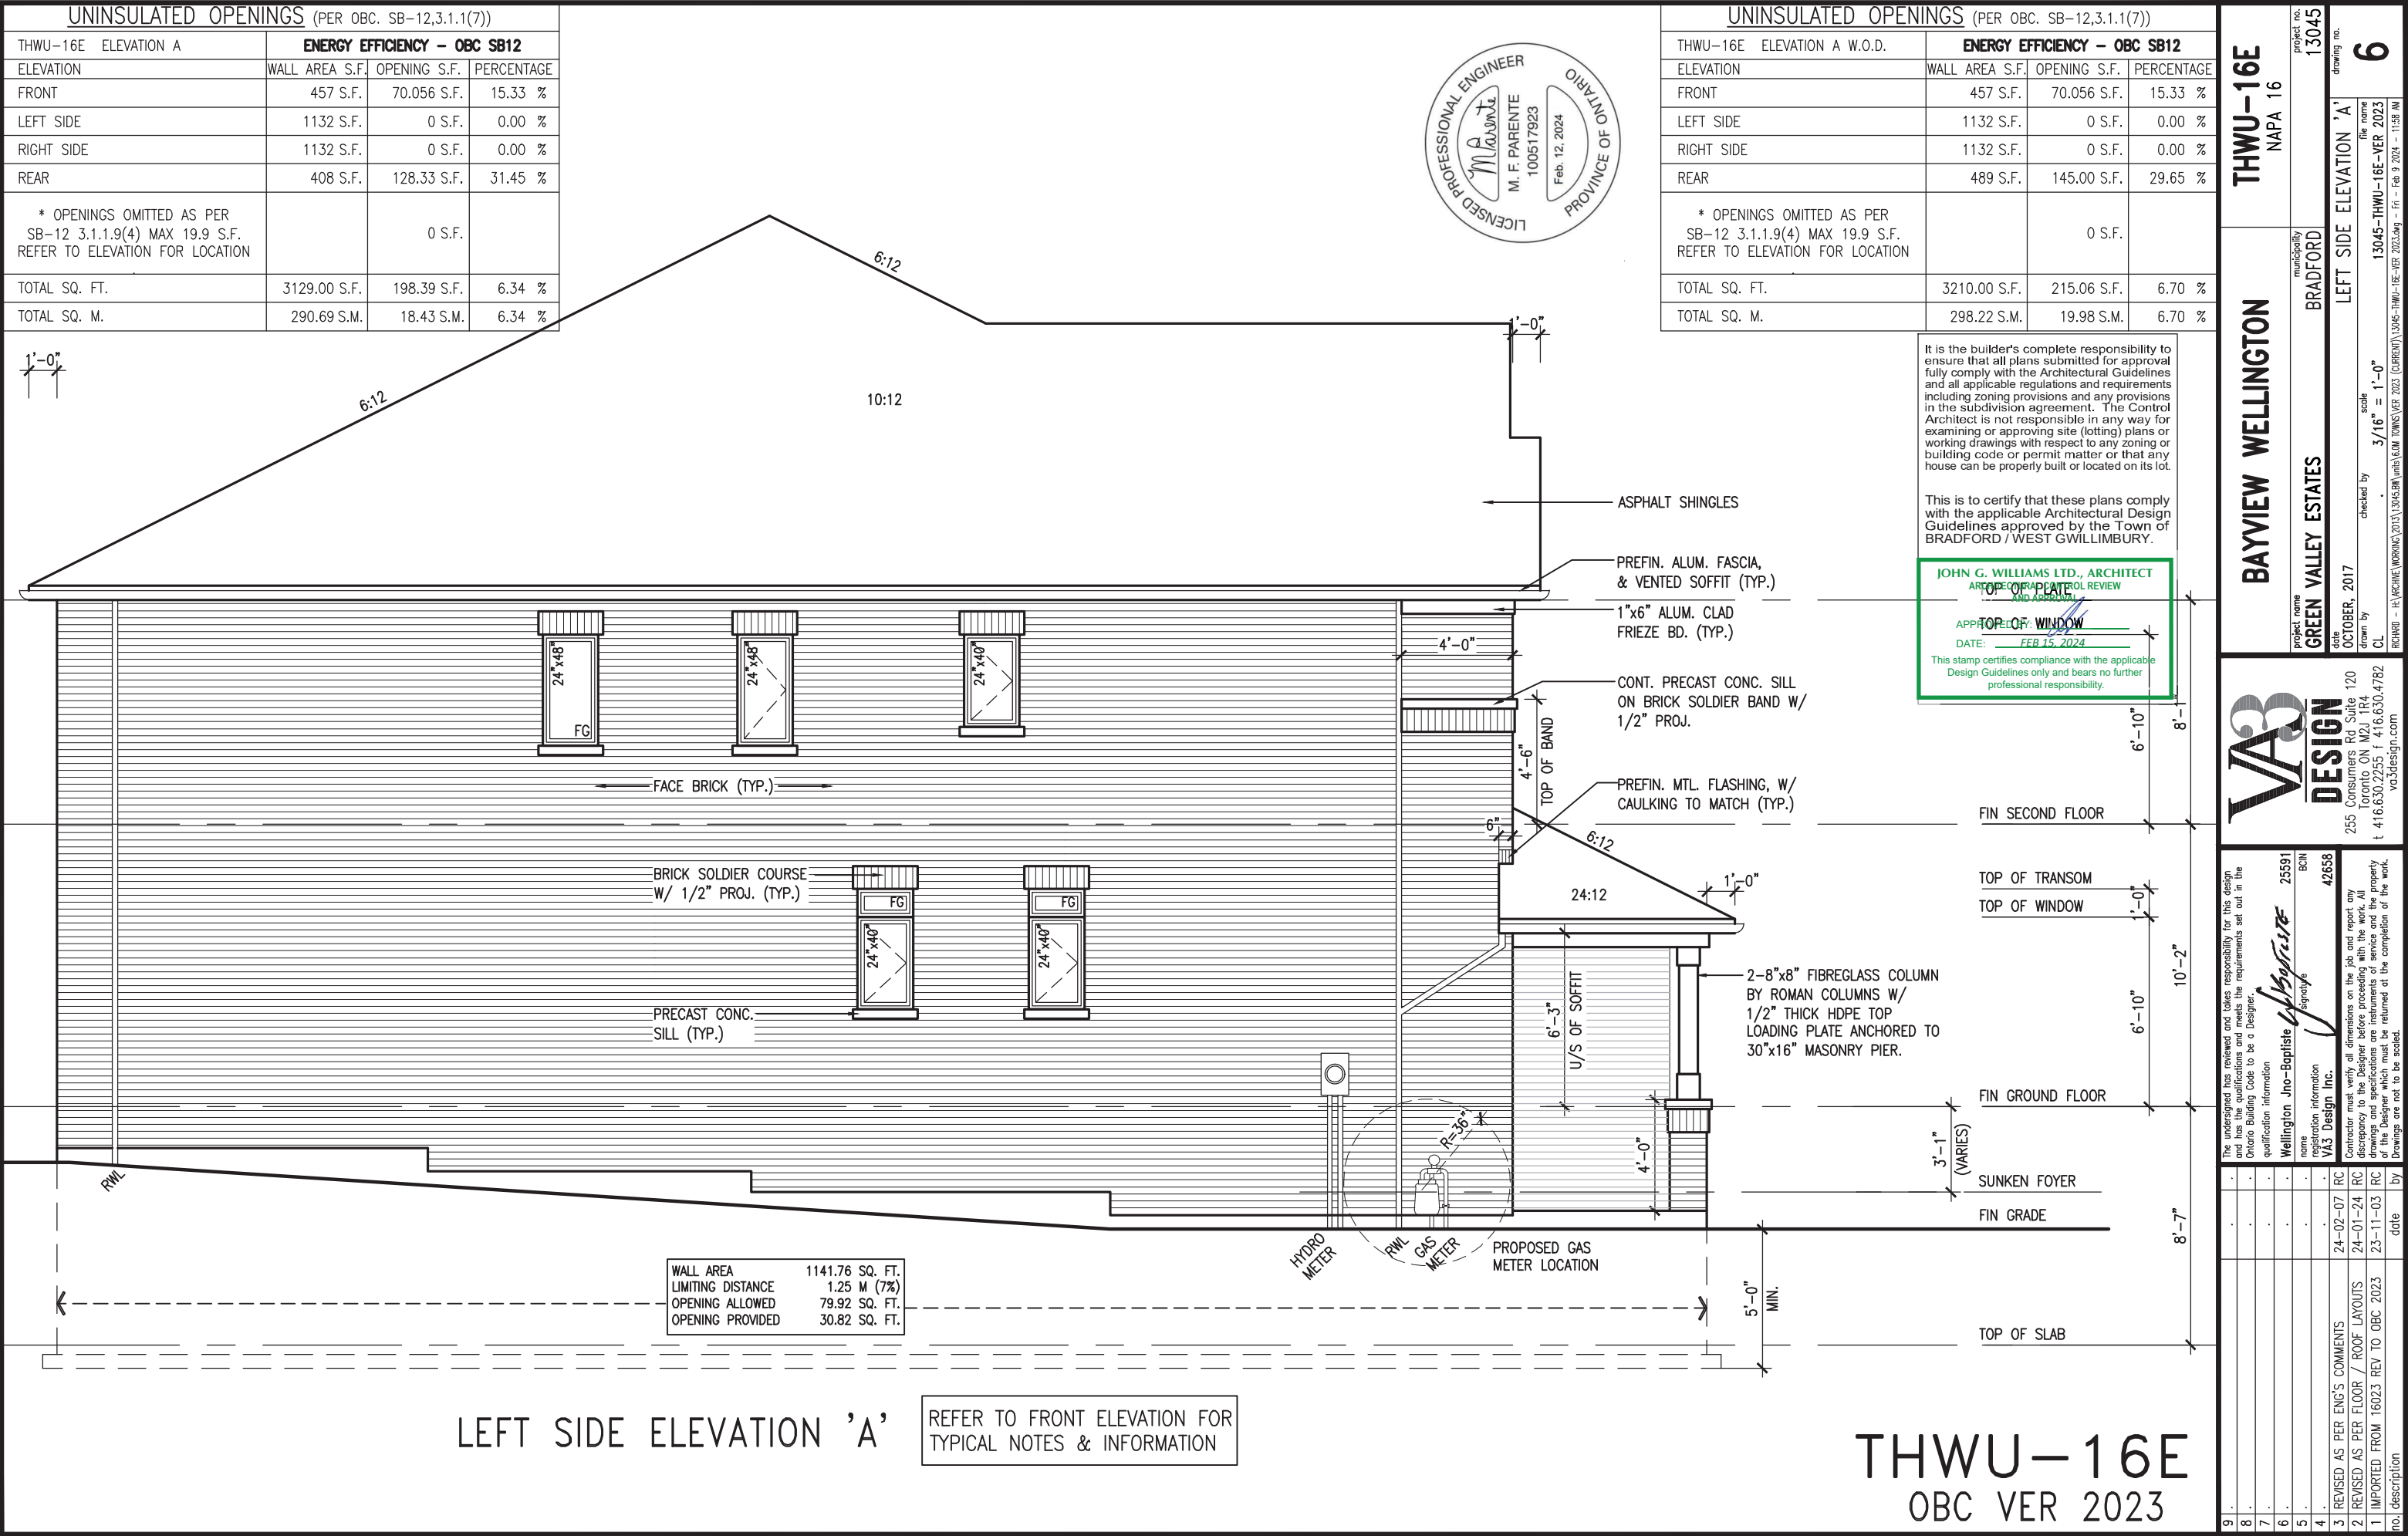 UNINSULATED OPENINGS (PER OBC. SB-12,3.1.1(7))
THWU-16E ELEVATION A ENERGY EFFICIENCY - OBC SB12
ELEVATION WALL AREA S.F. OPENING S.F. PERCENTAGE
FRONT 457 S.F. 70.056 S.F. 15.33 %
LEFT SIDE 1132 S.F. 0 S.F. 0.00 %
RIGHT SIDE 1132 S.F. 0 S.F. 0.00 %
REAR 408 S.F. 128.33 S.F. 31.45 %
* OPENINGS OMITTED AS PER
SB-12 3.1.1.9(4) MAX 19.9 S.F. 0 S.F.
REFER TO ELEVATION FOR LOCATION
TOTAL SQ. FT. 3129.00 S.F. 198.39 S.F. 6.34 %
TOTAL SQ. M. 290.69 S.M. 18.43 S.M. 6.34 %
LICENSED PROFESSIONAL ENGINEER
M. F. PARENTE
100517923
Feb. 12, 2024
PROVINCE OF ONTARIO
UNINSULATED OPENINGS (PER OBC. SB-12,3.1.1(7))
THWU-16E ELEVATION A W.O.D. ENERGY EFFICIENCY - OBC SB12
ELEVATION WALL AREA S.F. OPENING S.F. PERCENTAGE
FRONT 457 S.F. 70.056 S.F. 15.33 %
LEFT SIDE 1132 S.F. 0 S.F. 0.00 %
RIGHT SIDE 1132 S.F. 0 S.F. 0.00 %
REAR 489 S.F. 145.00 S.F. 29.65 %
* OPENINGS OMITTED AS PER
SB-12 3.1.1.9(4) MAX 19.9 S.F. 0 S.F.
REFER TO ELEVATION FOR LOCATION
TOTAL SQ. FT. 3210.00 S.F. 215.06 S.F. 6.70 %
TOTAL SQ. M. 298.22 S.M. 19.98 S.M. 6.70 %
It is the builder's complete responsibility to
ensure that all plans submitted for approval
fully comply with the Architectural Guidelines
and all applicable regulations and requirements
including zoning provisions and any provisions
in the subdivision agreement. The Control
Architect is not responsible in any way for
examining or approving site (lotting) plans or
working drawings with respect to any zoning or
building code or permit matter or that any
house can be properly built or located on its lot.
This is to certify that these plans comply
with the applicable Architectural Design
Guidelines approved by the Town of
BRADFORD / WEST GWILLIMBURY.
JOHN G. WILLIAMS LTD., ARCHITECT
ARCHITECTURAL CONTROL REVIEW
AND APPROVAL
APPROVED BY:
DATE: FEB 15, 2024
This stamp certifies compliance with the applicable
Design Guidelines only and bears no further
professional responsibility.
TOP OF PLATE
TOP OF WINDOW
1'-0"
6:12
6:12
10:12
1'-0"
ASPHALT SHINGLES
PREFIN. ALUM. FASCIA,
& VENTED SOFFIT (TYP.)
1"x6" ALUM. CLAD
FRIEZE BD. (TYP.)
4'-0"
24"x48"
FG
24"x48"
24"x40"
CONT. PRECAST CONC. SILL
ON BRICK SOLDIER BAND W/
1/2" PROJ.
4'-6"
TOP OF BAND
FACE BRICK (TYP.)
PREFIN. MTL. FLASHING, W/
CAULKING TO MATCH (TYP.)
6"
6:12
6'-10"
8'-1"
FIN SECOND FLOOR
BRICK SOLDIER COURSE
W/ 1/2" PROJ. (TYP.)
FG
24"x40"
FG
24"x40"
24:12
1'-0"
TOP OF TRANSOM
TOP OF WINDOW
1'-0"
6'-10"
10'-2"
PRECAST CONC.
SILL (TYP.)
6'-3"
U/S OF SOFFIT
2-8"x8" FIBREGLASS COLUMN
BY ROMAN COLUMNS W/
1/2" THICK HDPE TOP
LOADING PLATE ANCHORED TO
30"x16" MASONRY PIER.
FIN GROUND FLOOR
R=36"
4'-0"
3'-1"
(VARIES)
SUNKEN FOYER
FIN GRADE
8'-7"
RWL
HYDRO
METER
RWL
GAS
METER
PROPOSED GAS
METER LOCATION
5'-0"
MIN.
TOP OF SLAB
WALL AREA 1141.76 SQ. FT.
LIMITING DISTANCE 1.25 M (7%)
OPENING ALLOWED 79.92 SQ. FT.
OPENING PROVIDED 30.82 SQ. FT.
LEFT SIDE ELEVATION 'A'
REFER TO FRONT ELEVATION FOR
TYPICAL NOTES & INFORMATION
THWU-16E
OBC VER 2023
THWU-16E
NAPA 16
project no.
13045
drawing no.
6
BAYVIEW WELLINGTON
project name
GREEN VALLEY ESTATES
municipality
BRADFORD
date
OCTOBER, 2017
LEFT SIDE ELEVATION 'A'
drawn by
CL
checked by
scale
3/16" = 1'-0"
file name
13045-THWU-16E-VER 2023
VA3
DESIGN
255 Consumers Rd Suite 120
Toronto ON M2J 1R4
t 416.630.2255 f 416.630.4782
va3design.com
The undersigned has reviewed and takes responsibility for this design
and has the qualifications and meets the requirements set out in the
Ontario Building Code to be a Designer.
qualification information
Wellington Jno-Baptiste 25591
name signature BCIN
registration information
VA3 Design Inc. 42658
Contractor must verify all dimensions on the job and report any
discrepancy to the Designer before proceeding with the work. All
drawings and specifications are instruments of service and the property
of the Designer which must be returned at the completion of the work.
Drawings are not to be scaled.
9
8
7
6
5
4
3 REVISED AS PER ENG'S COMMENTS 24-02-07 RC
2 REVISED AS PER FLOOR / ROOF LAYOUTS 24-01-24 RC
1 IMPORTED FROM 16023 REV TO OBC 2023 23-11-03 RC
no. description date by